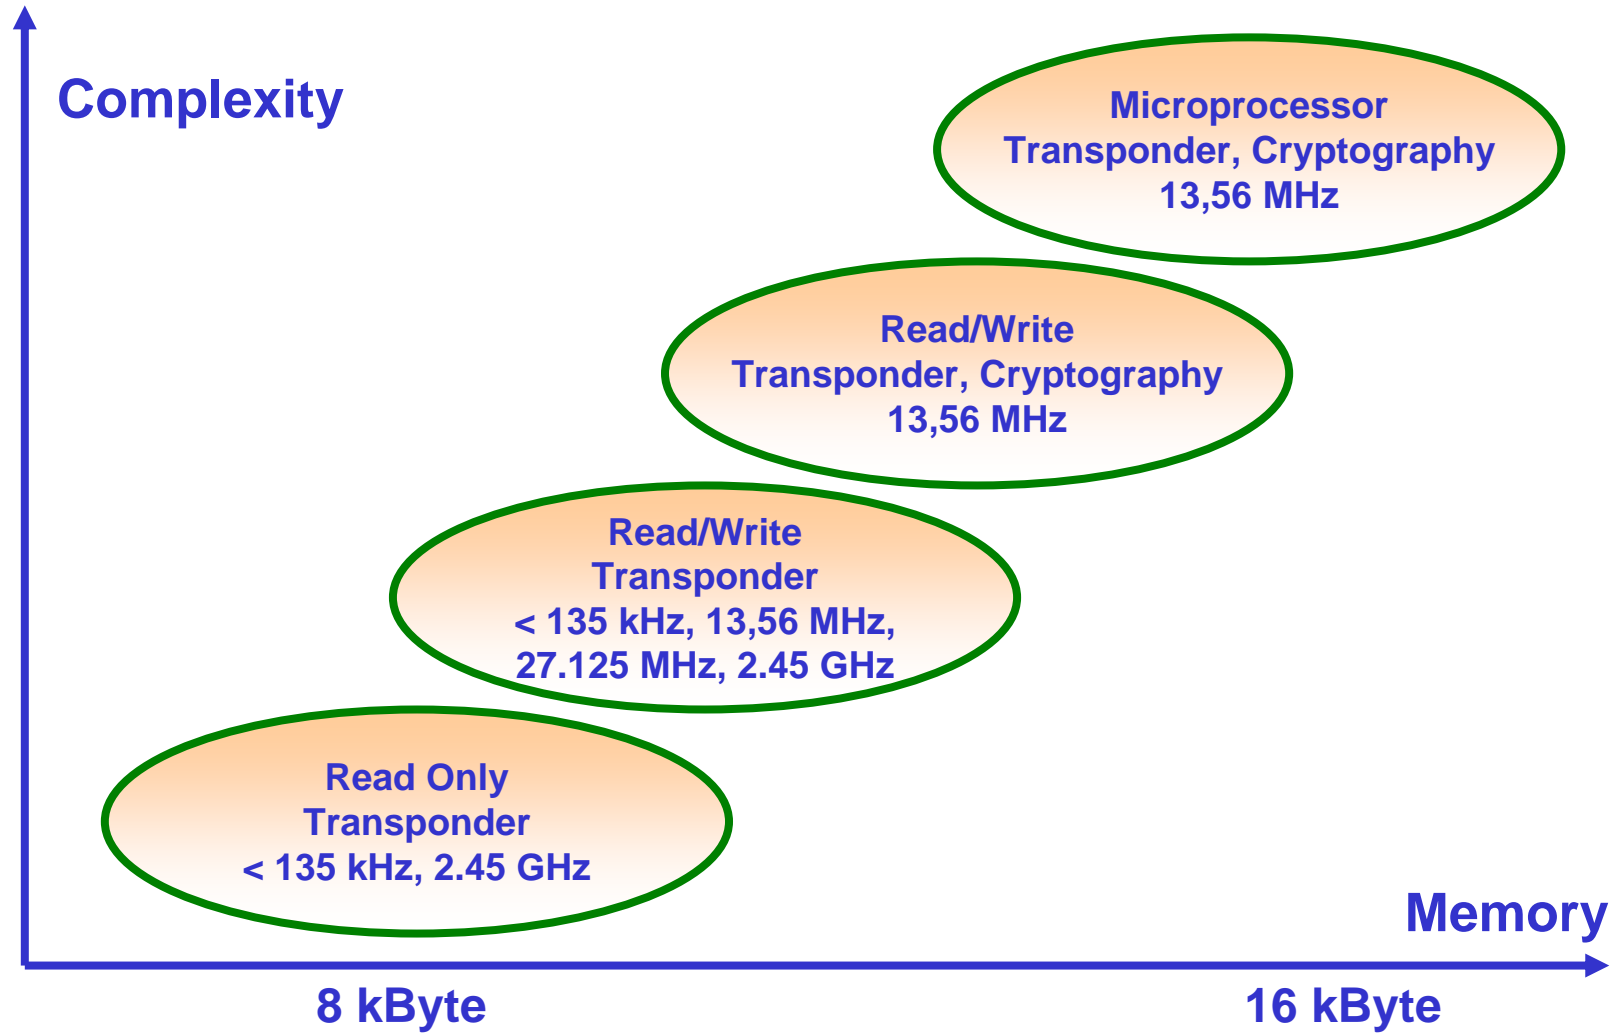 Complexity
Microprocessor
Transponder, Cryptography
13,56 MHz
Read/Write
Transponder, Cryptography
13,56 MHz
Read/Write
Transponder
< 135 kHz, 13,56 MHz,
27.125 MHz, 2.45 GHz
Read Only
Transponder
< 135 kHz, 2.45 GHz
Memory
8 kByte
16 kByte